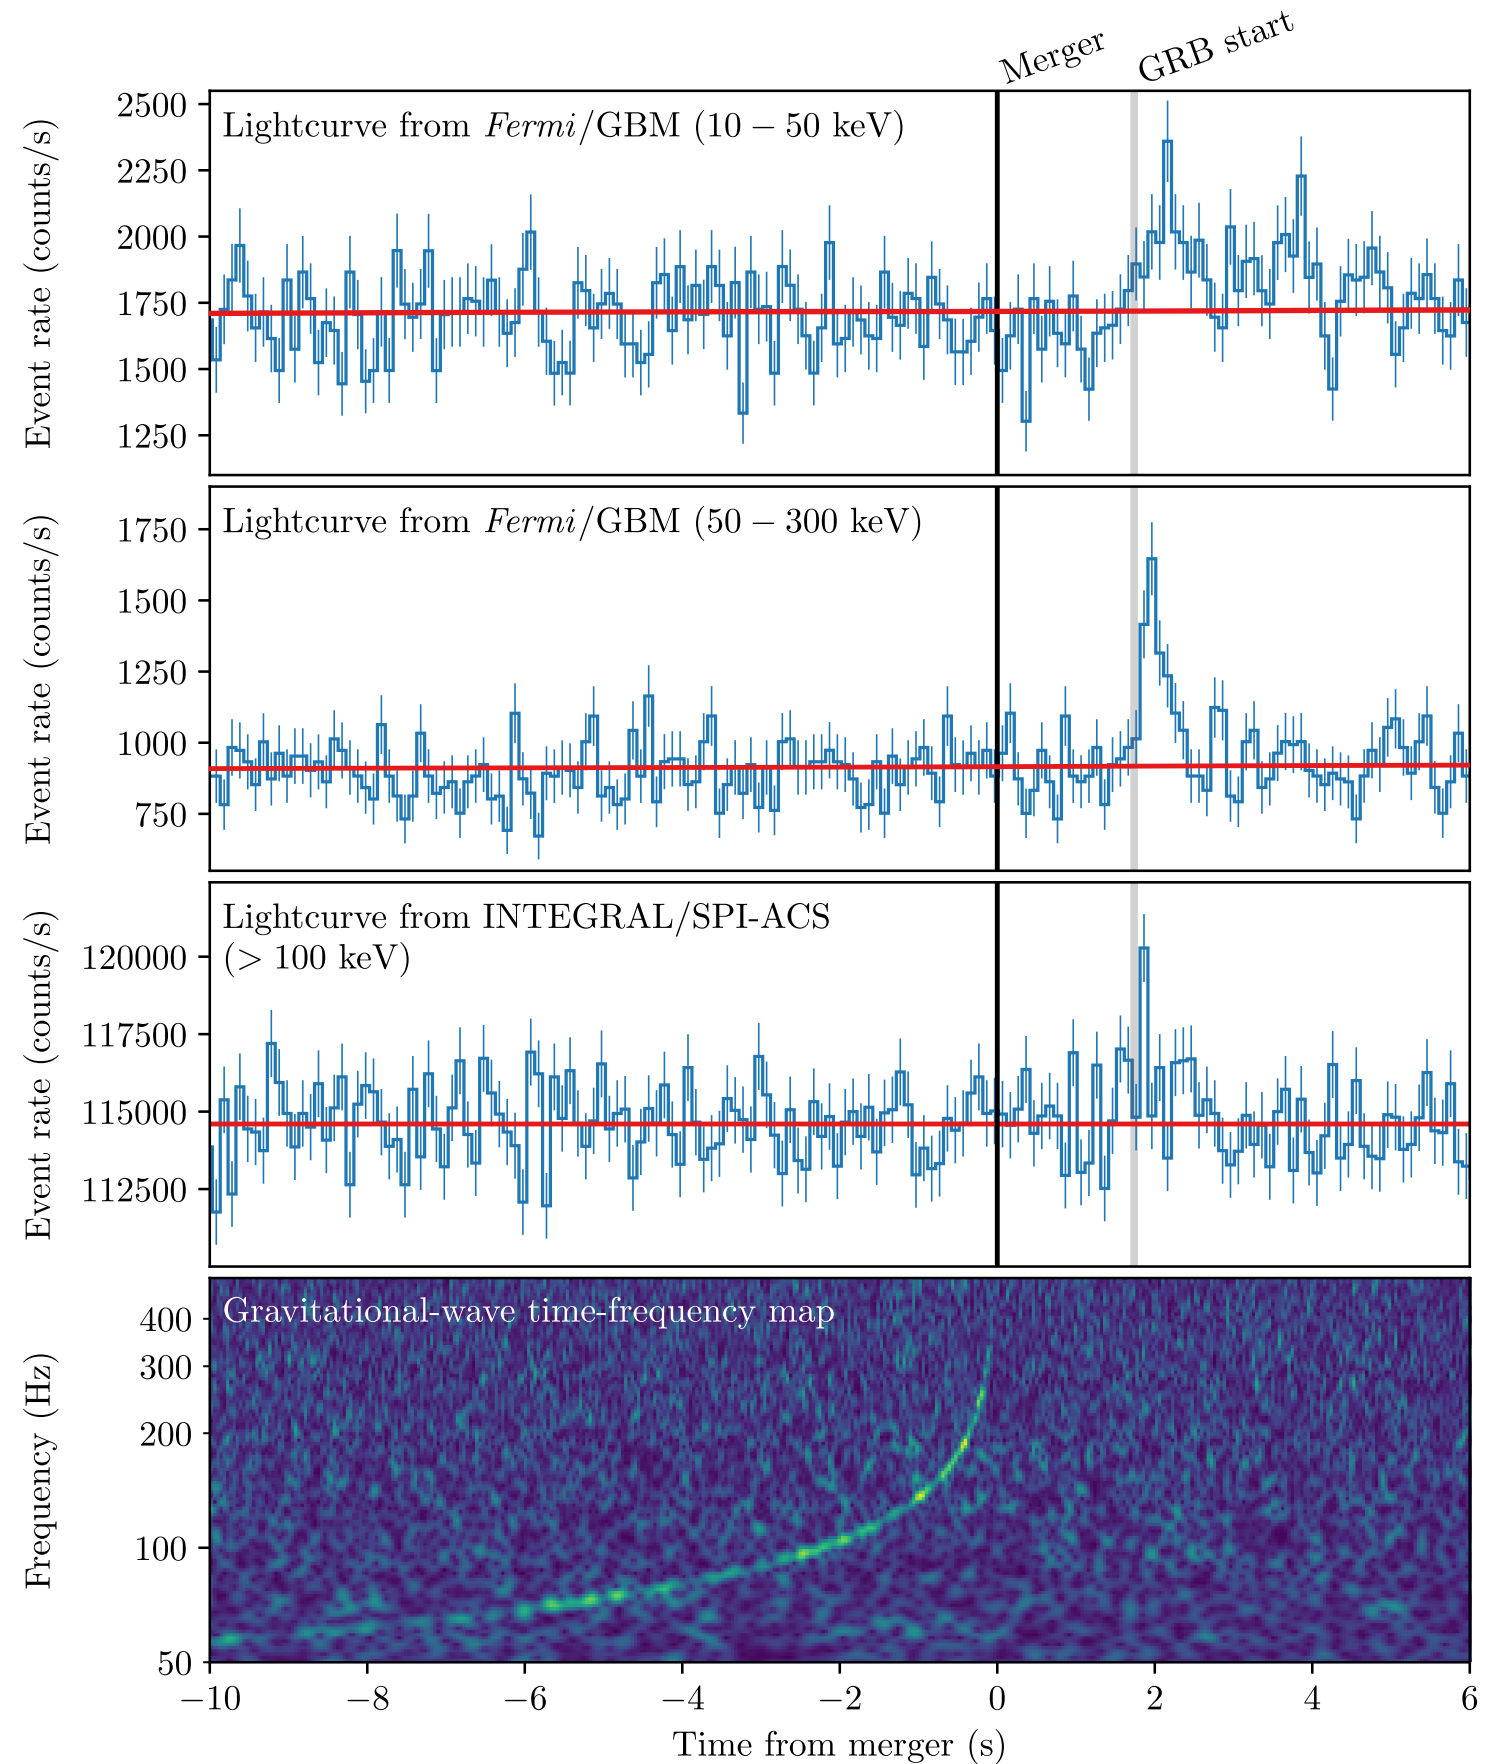 Merger
GRB start
Lightcurve from Fermi/GBM (10 − 50 keV)
Event rate (counts/s)
2500
2250
2000
1750
1500
1250
Lightcurve from Fermi/GBM (50 − 300 keV)
Event rate (counts/s)
1750
1500
1250
1000
750
Lightcurve from INTEGRAL/SPI-ACS
(> 100 keV)
Event rate (counts/s)
120000
117500
115000
112500
Gravitational-wave time-frequency map
Frequency (Hz)
400
300
200
100
50
−10 −8 −6 −4 −2 0 2 4 6
Time from merger (s)